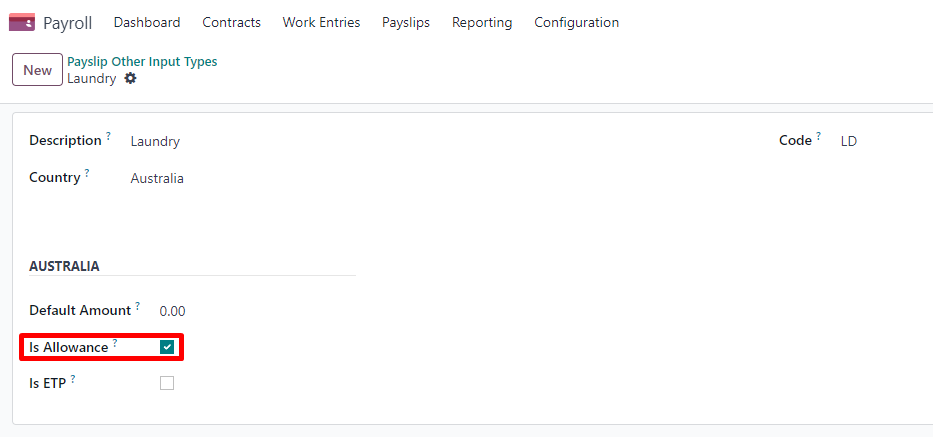 Payroll Dashboard Contracts Work Entries Payslips Reporting Configuration
New Payslip Other Input Types
Laundry
Description ? Laundry Code ? LD
Country ? Australia
AUSTRALIA
Default Amount ? 0.00
Is Allowance ?
Is ETP ?